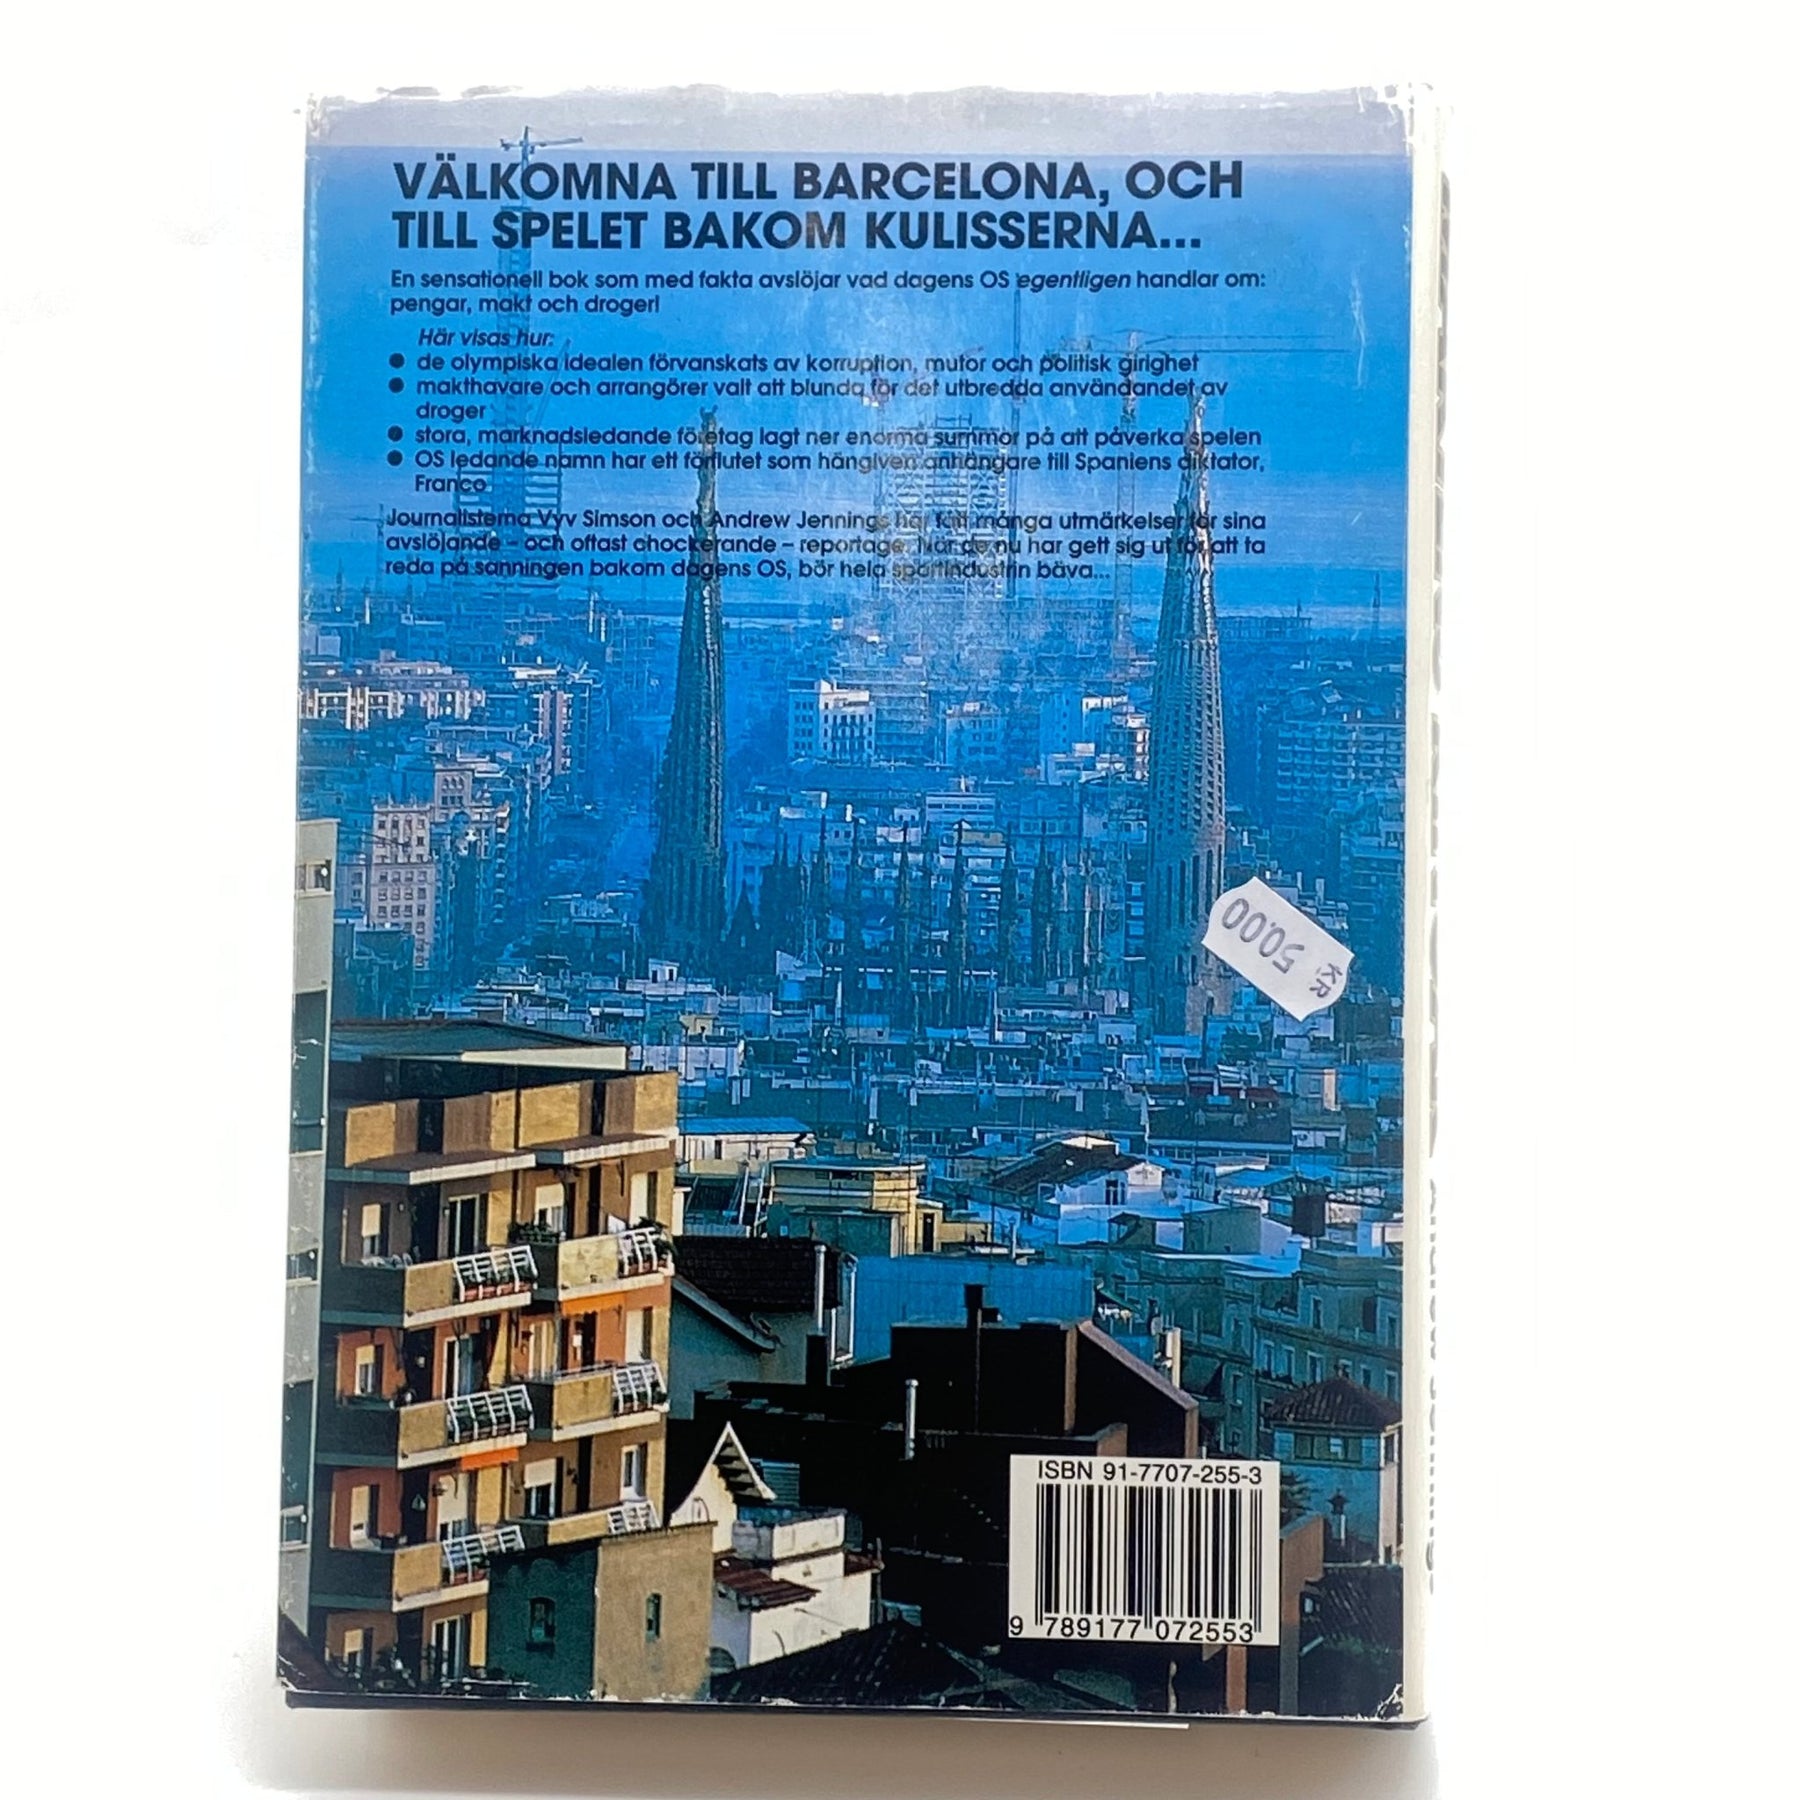 VÄLKOMNA TILL BARCELONA, OCH
TILL SPELET BAKOM KULISSERNA...
En sensationell bok som med fakta avslöjar vad dagens OS egentligen handlar om:
pengar, makt och droger!
Här visas hur:
● de olympiska idealen förvanskats av korruption, mutor och politisk girighet
● makthavare och arrangörer valt att blunda för det utbredda användandet av
droger
● stora, marknadsledande företag lagt ner enorma summor på att påverka spelen
● OS ledande namn har ett förflutet som hängiven anhängare till Spaniens diktator,
Franco
Journalisterna Vyv Simson och Andrew Jennings har fått många utmärkelser för sina
avslöjande – och oftast chockerande – reportage. När de nu har gett sig ut för att ta
reda på sanningen bakom dagens OS, bör hela sportindustrin bäva...
KR 50.00
ISBN 91-7707-255-3
9 789177 072553